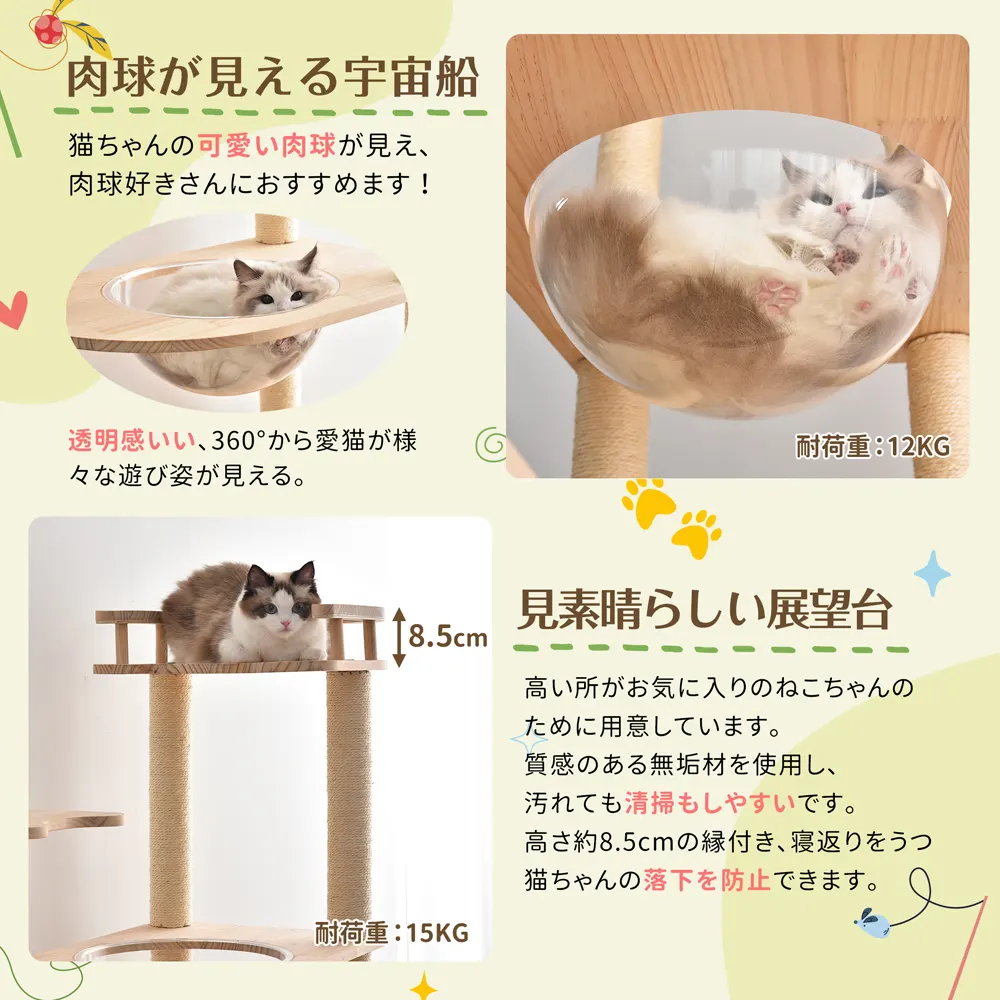 肉球が見える宇宙船
猫ちゃんの可愛い肉球が見え、
肉球好きさんにおすすめます！
透明感いい、360°から愛猫が様
々な遊び姿が見える。
耐荷重：12KG
8.5cm
耐荷重：15KG
見素晴らしい展望台
高い所がお気に入りのねこちゃんの
ために用意しています。
質感のある無垢材を使用し、
汚れても清掃もしやすいです。
高さ約8.5cmの縁付き、寝返りをうつ
猫ちゃんの落下を防止できます。